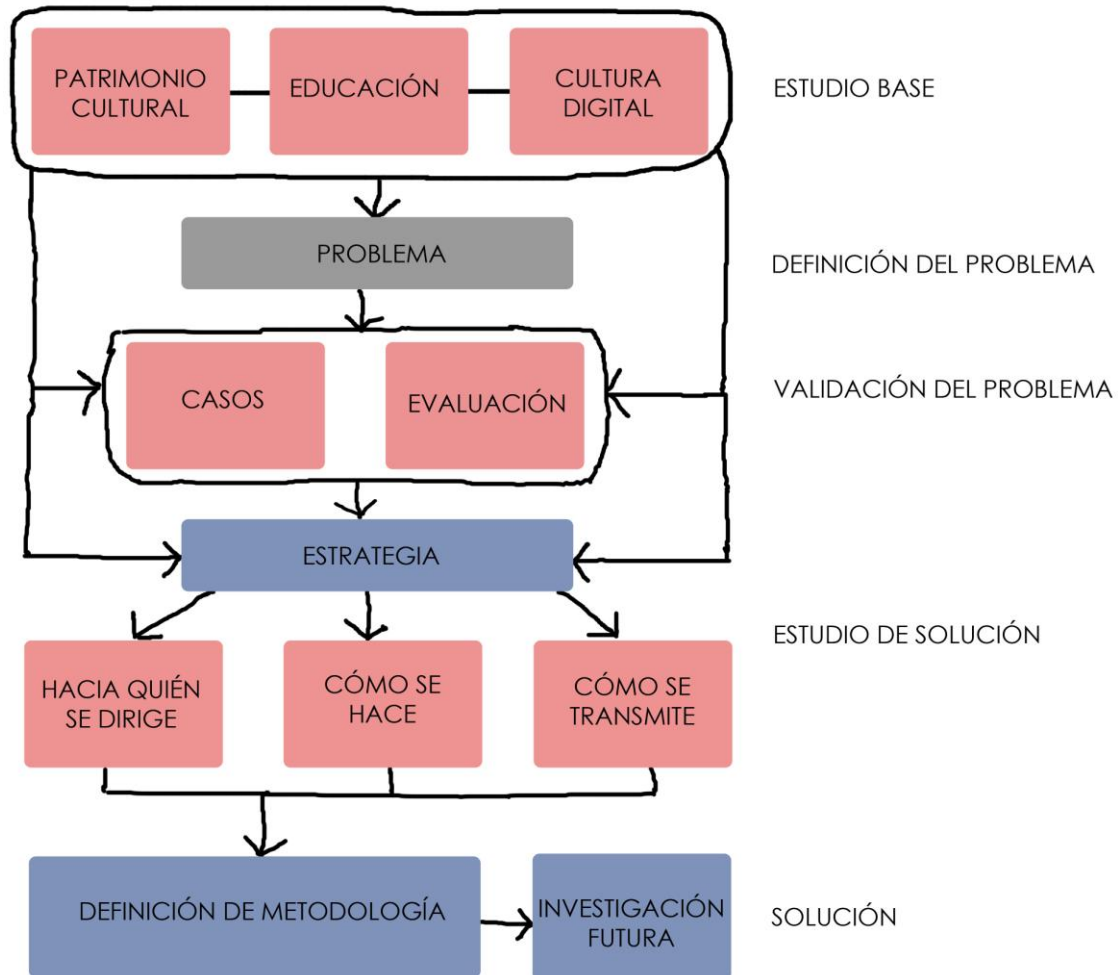 PATRIMONIO
CULTURAL
EDUCACIÓN
CULTURA
DIGITAL
ESTUDIO BASE
PROBLEMA
DEFINICIÓN DEL PROBLEMA
CASOS
EVALUACIÓN
VALIDACIÓN DEL PROBLEMA
ESTRATEGIA
ESTUDIO DE SOLUCIÓN
HACIA QUIÉN
SE DIRIGE
CÓMO SE
HACE
CÓMO SE
TRANSMITE
DEFINICIÓN DE METODOLOGÍA
INVESTIGACIÓN
FUTURA
SOLUCIÓN